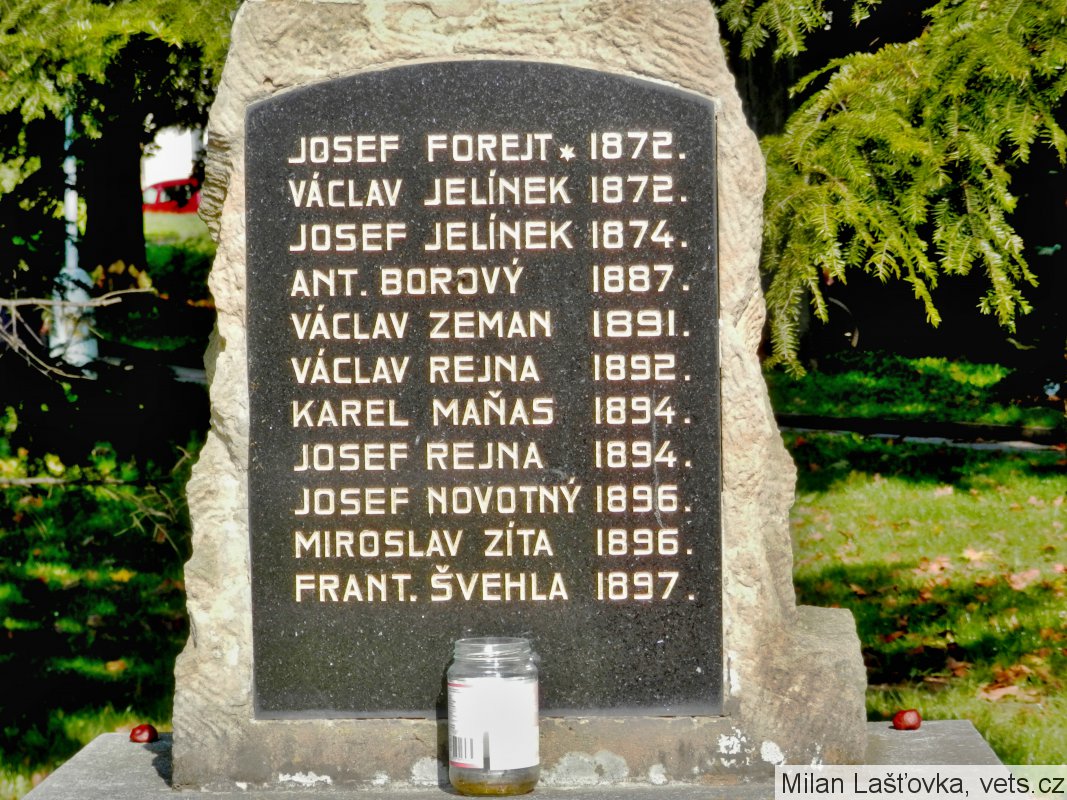 JOSEF FOREJT * 1872.
VÁCLAV JELÍNEK 1872.
JOSEF JELÍNEK 1874.
ANT. BOROVÝ 1887.
VÁCLAV ZEMAN 1891.
VÁCLAV REJNA 1892.
KAREL MAŇAS 1894.
JOSEF REJNA 1894.
JOSEF NOVOTNÝ 1896.
MIROSLAV ZÍTA 1896.
FRANT. ŠVEHLA 1897.
Milan Lašťovka, vets.cz